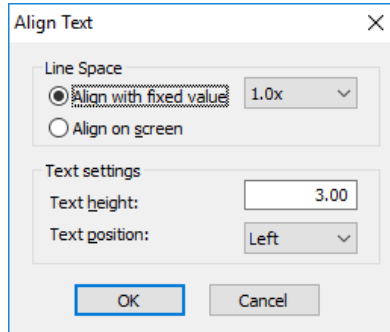 Align Text
Line Space
Align with fixed value 1.0x
Align on screen
Text settings
Text height: 3.00
Text position: Left
OK Cancel